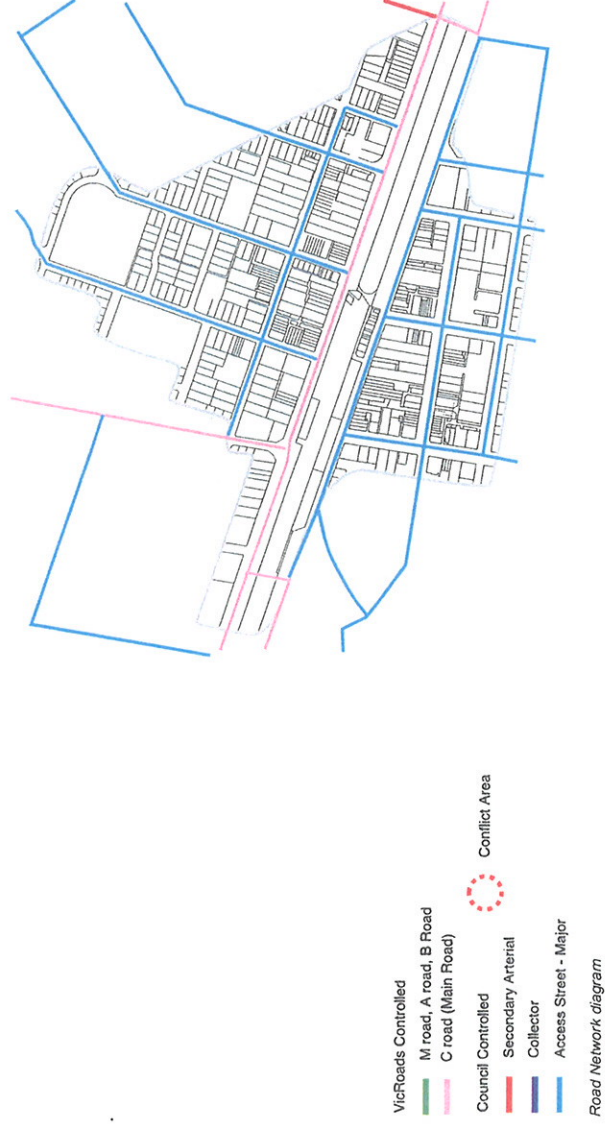 VicRoads Controlled
M road, A road, B Road
C road (Main Road)
Council Controlled
Secondary Arterial
Collector
Access Street - Major
Conflict Area
Road Network diagram